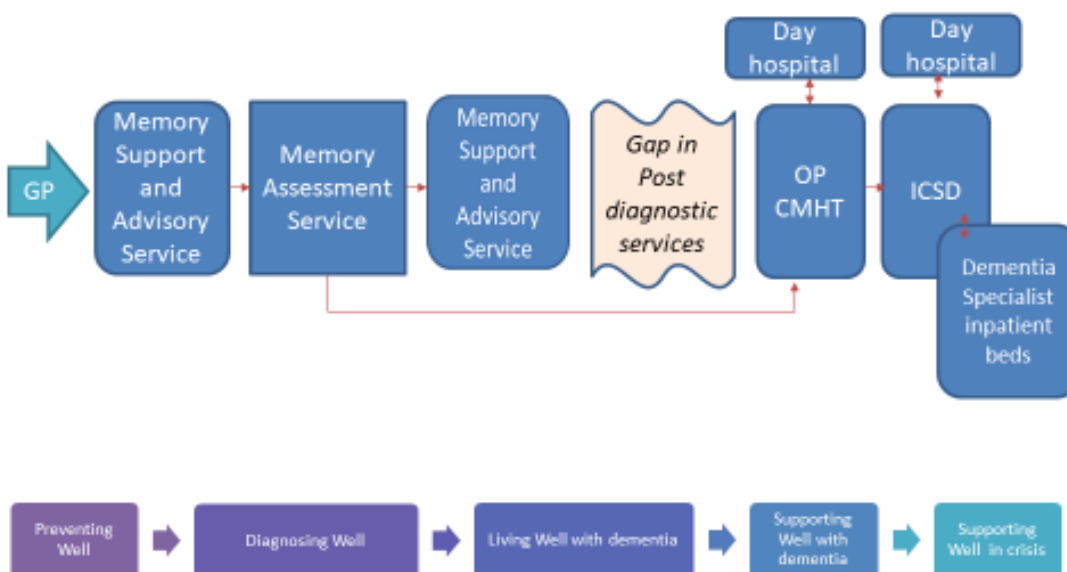 GP
Memory
Support
and
Advisory
Service
Memory
Assessment
Service
Memory
Support
and
Advisory
Service
Gap in
Post
diagnostic
services
Day
hospital
OP
CMHT
Day
hospital
ICSD
Dementia
Specialist
inpatient
beds
Preventing
Well
Diagnosing Well
Living Well with dementia
Supporting
Well with
dementia
Supporting
Well in crisis